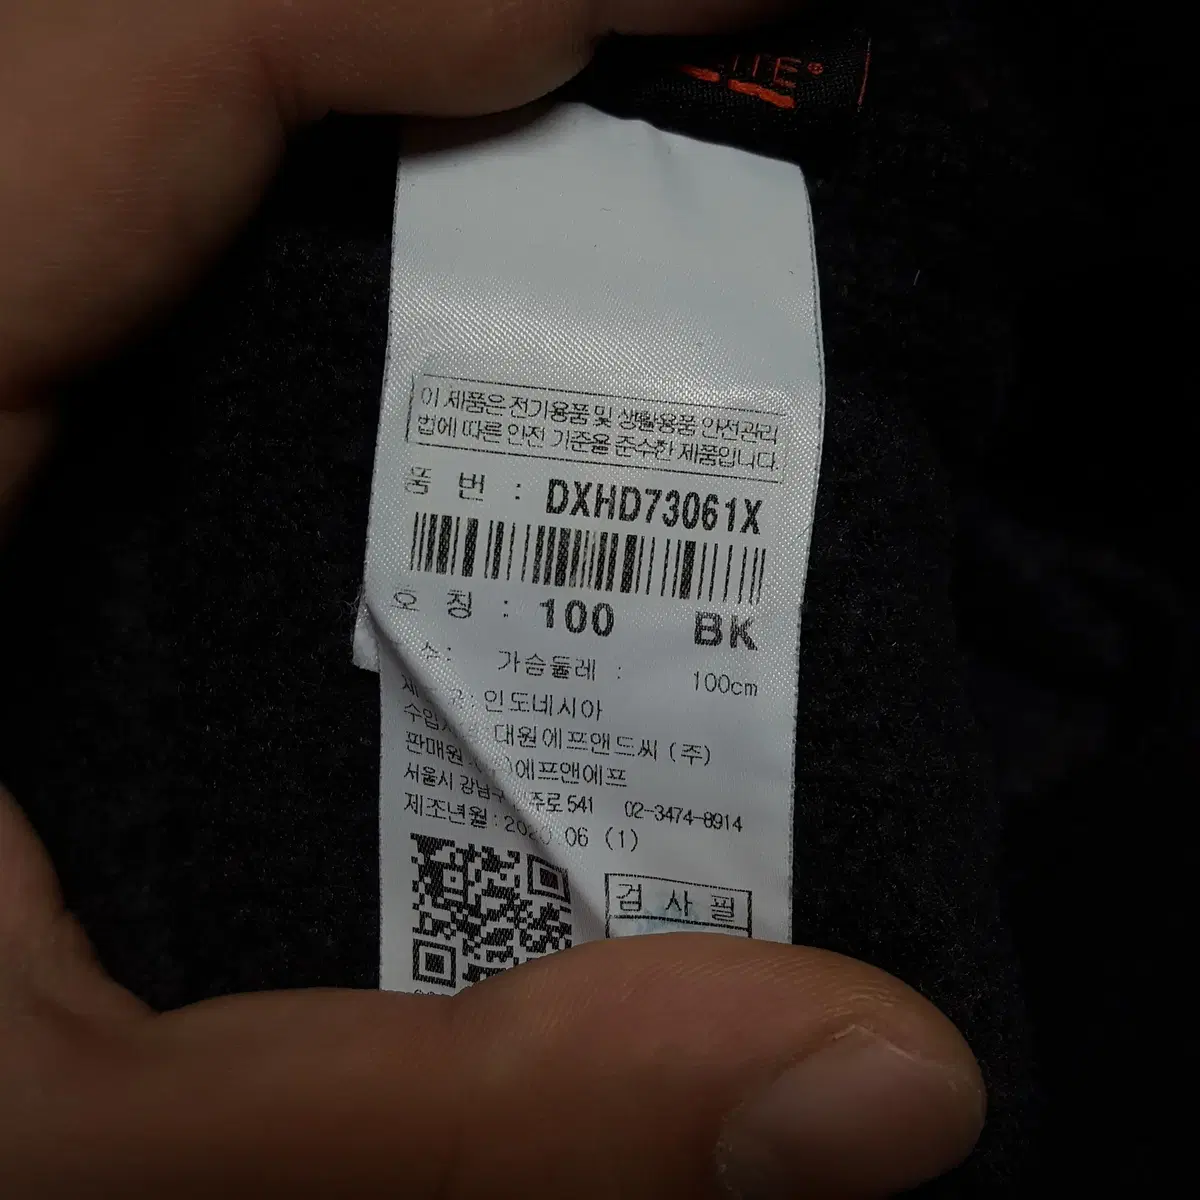 이 제품은 전기용품 및 생활용품 안전관리
법에 따른 안전 기준을 준수한 제품입니다.
품 번 : DXHD73061X
호 칭 : 100 BK
가슴둘레 : 100cm
인도네시아
대원에프앤드씨 (주)
판매원 에프앤에프
서울시 강남구 541 02-3474-8914
제조년월 : 2020.06 (1)
검사필